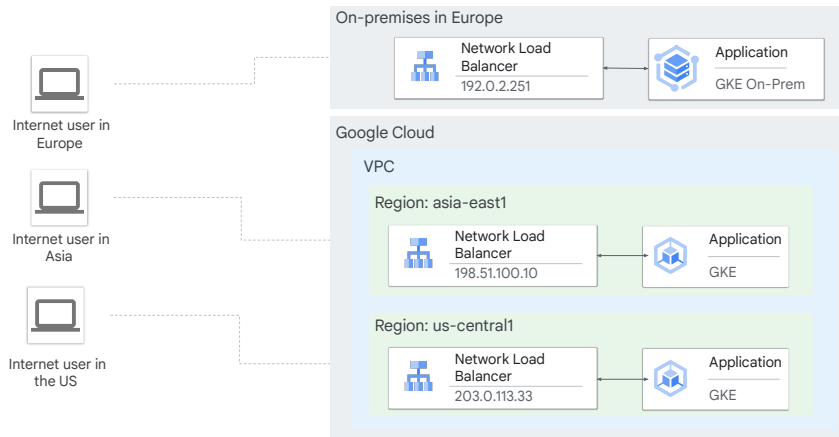 On-premises in Europe
Network Load
Balancer
192.0.2.251
Application
GKE On-Prem
Internet user in
Europe
Google Cloud
VPC
Region: asia-east1
Network Load
Balancer
198.51.100.10
Application
GKE
Internet user in
Asia
Region: us-central1
Network Load
Balancer
203.0.113.33
Application
GKE
Internet user in
the US